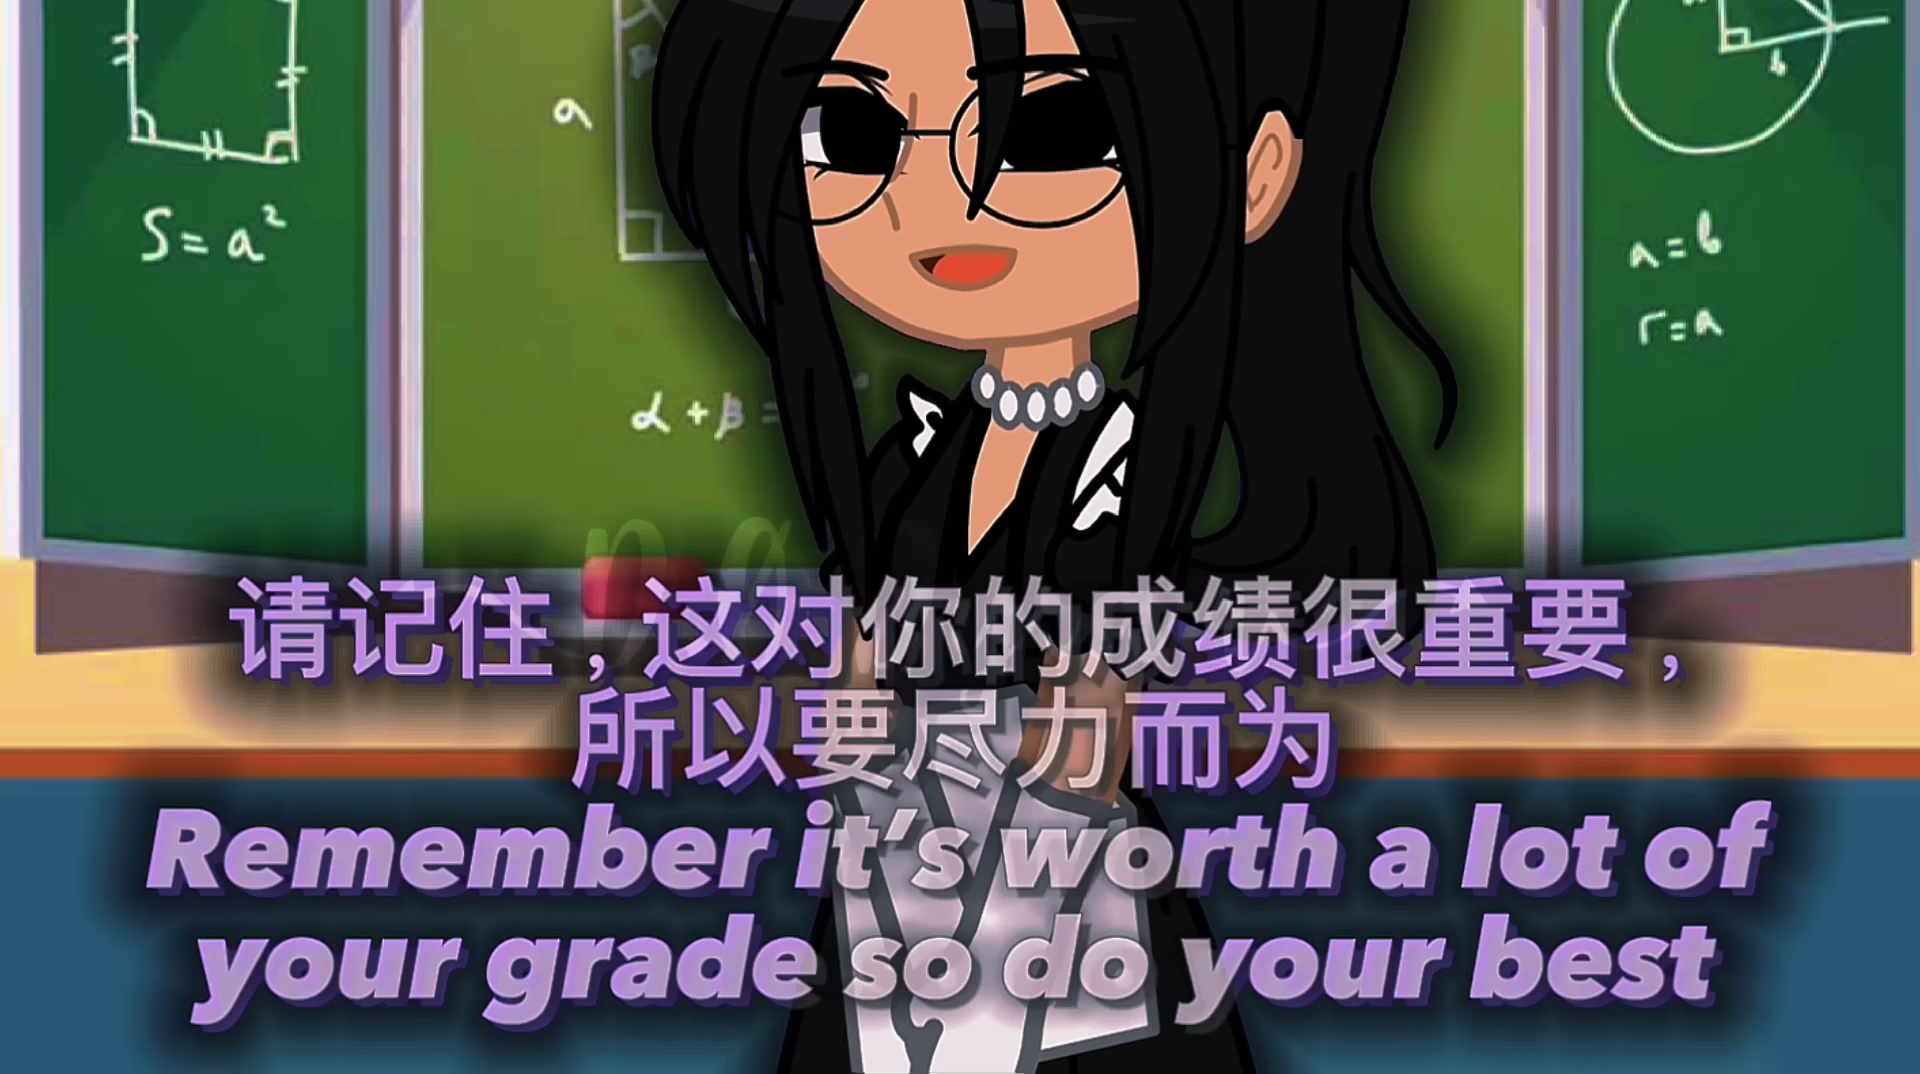 a
S = a²
b
a = b
r = a
α + β =
请记住,这对你的成绩很重要,
所以要尽力而为
Remember it's worth a lot of
your grade so do your best